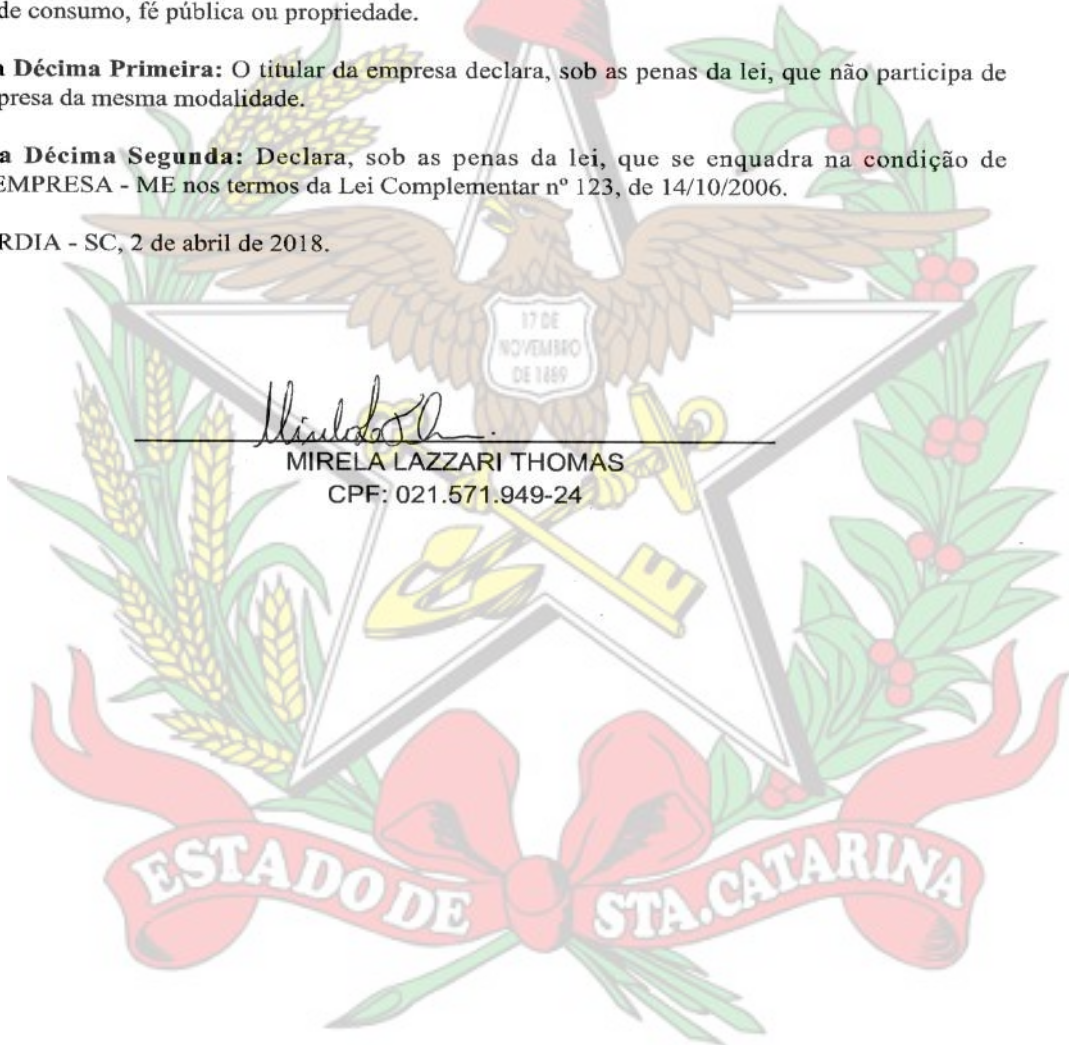 de consumo, fé pública ou propriedade.
a Décima Primeira: O titular da empresa declara, sob as penas da lei, que não participa de
presa da mesma modalidade.
a Décima Segunda: Declara, sob as penas da lei, que se enquadra na condição de
EMPRESA - ME nos termos da Lei Complementar nº 123, de 14/10/2006.
RDIA - SC, 2 de abril de 2018.
17 DE
NOVEMBRO
DE 1889
MIRELA LAZZARI THOMAS
CPF: 021.571.949-24
ESTADO DE STA.CATARINA